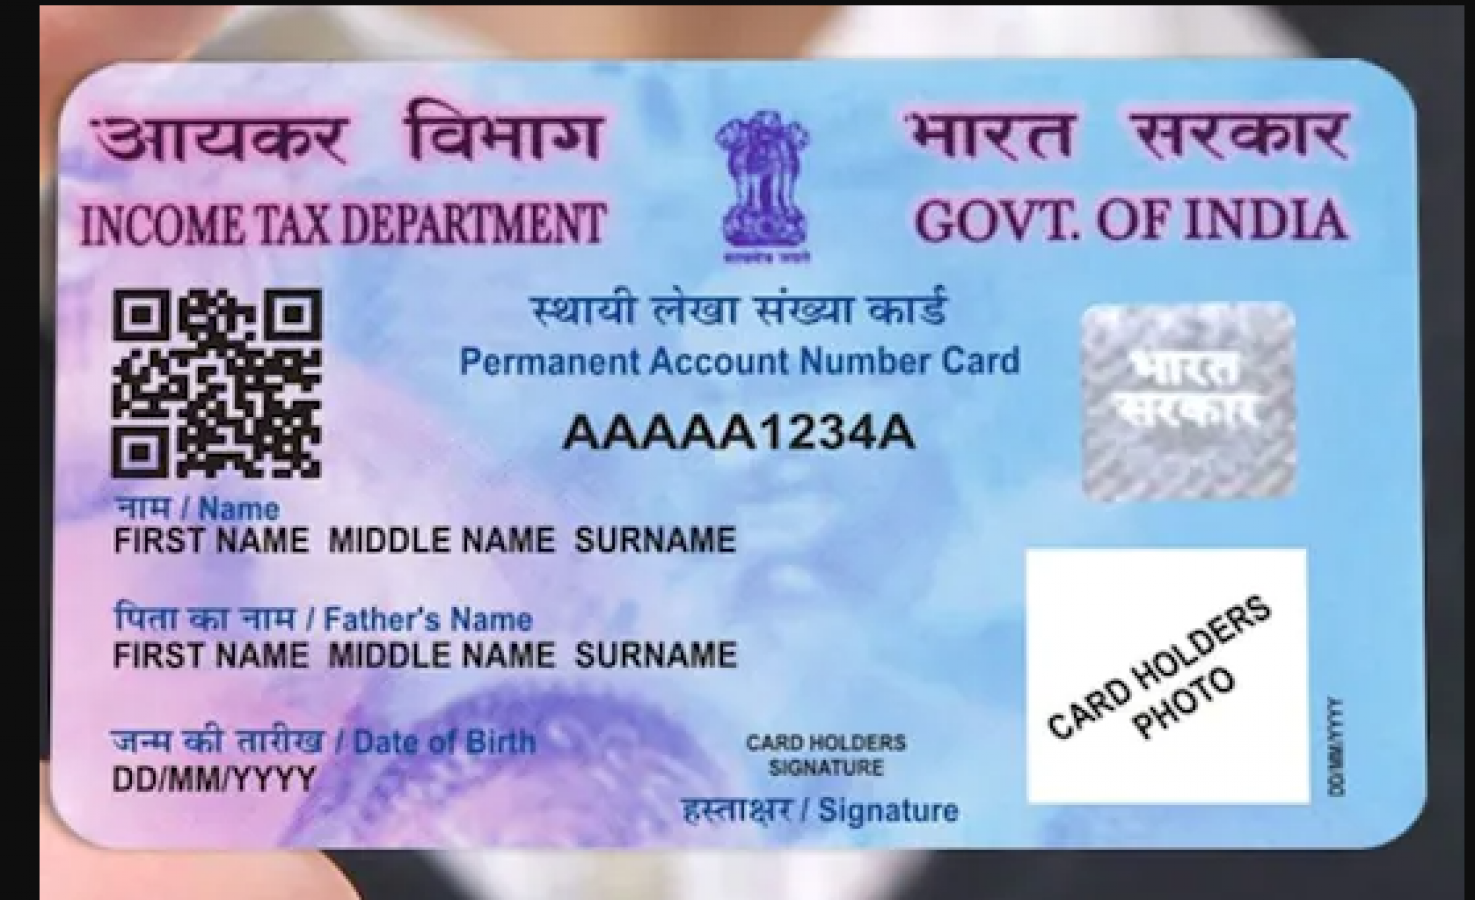 आयकर विभाग
INCOME TAX DEPARTMENT
भारत सरकार
GOVT. OF INDIA
सत्यमेव जयते
स्थायी लेखा संख्या कार्ड
Permanent Account Number Card
AAAAA1234A
भारत
सरकार
नाम / Name
FIRST NAME MIDDLE NAME SURNAME
पिता का नाम / Father's Name
FIRST NAME MIDDLE NAME SURNAME
जन्म की तारीख / Date of Birth
DD/MM/YYYY
CARD HOLDERS
SIGNATURE
हस्ताक्षर / Signature
CARD HOLDERS
PHOTO
DD/MM/YYYY